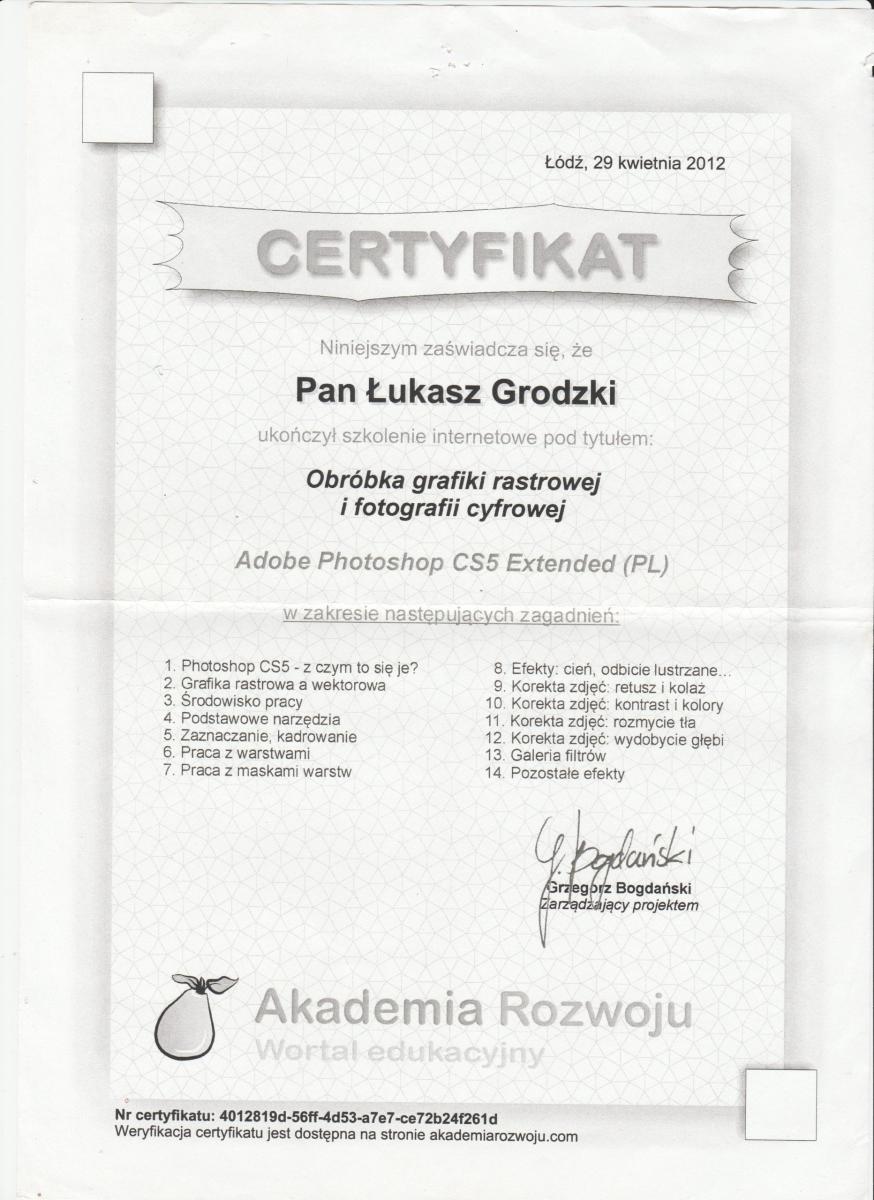 Łódź, 29 kwietnia 2012
CERTYFIKAT
Niniejszym zaświadcza się, że
Pan Łukasz Grodzki
ukończył szkolenie internetowe pod tytułem:
Obróbka grafiki rastrowej
i fotografii cyfrowej
Adobe Photoshop CS5 Extended (PL)
w zakresie następujących zagadnień:
1. Photoshop CS5 - z czym to się je?
2. Grafika rastrowa a wektorowa
3. Środowisko pracy
4. Podstawowe narzędzia
5. Zaznaczanie, kadrowanie
6. Praca z warstwami
7. Praca z maskami warstw
8. Efekty: cień, odbicie lustrzane...
9. Korekta zdjęć: retusz i kolaż
10. Korekta zdjęć: kontrast i kolory
11. Korekta zdjęć: rozmycie tła
12. Korekta zdjęć: wydobycie głębi
13. Galeria filtrów
14. Pozostałe efekty
G. Bogdański
Grzegorz Bogdański
Zarządzający projektem
Akademia Rozwoju
Wortal edukacyjny
Nr certyfikatu: 4012819d-56ff-4d53-a7e7-ce72b24f261d
Weryfikacja certyfikatu jest dostępna na stronie akademiarozwoju.com